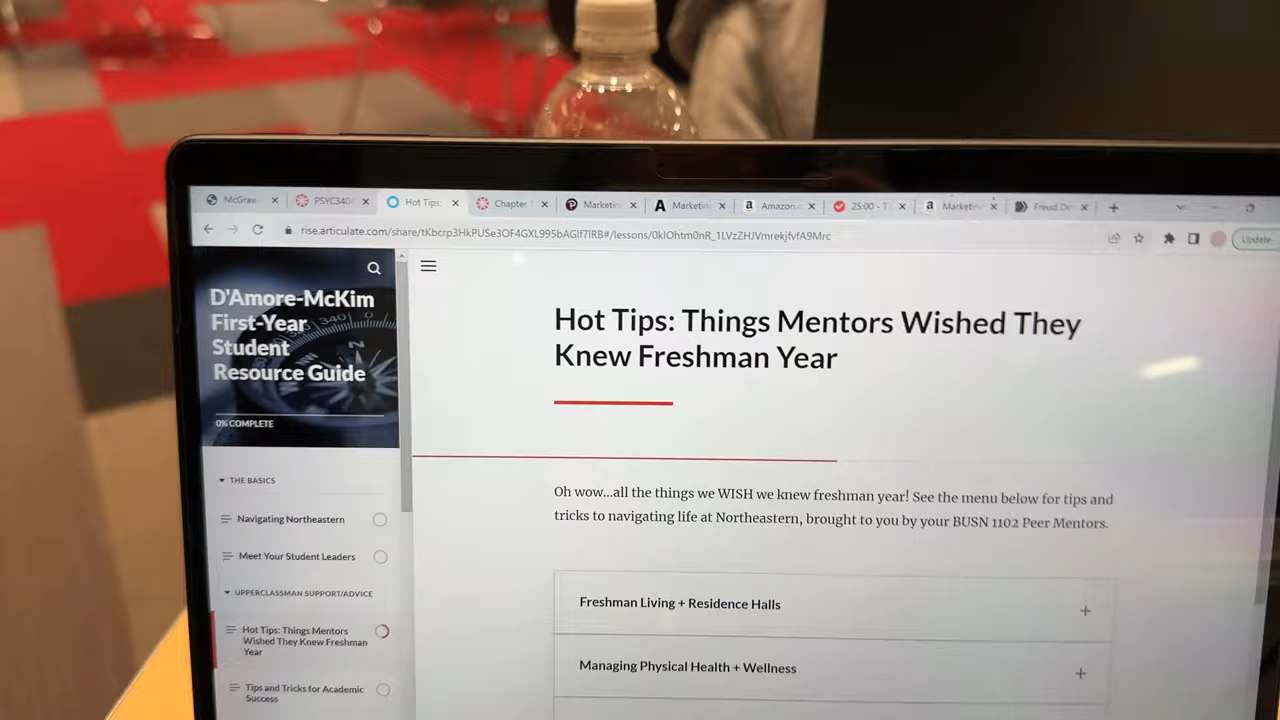 McGraw-
PSYC340-
Hot Tips:
Chapter
Marketin
Marketin
Amazon.c
25:00 - T
Marketin
Freud De
rise.articulate.com/share/tKbcrp3HkPUSe3OF4GXL995bAGlf7IRB#/lessons/0kIOhtm0nR_1LVzZHJVmrekjfvfA9Mrc
Update
D'Amore-McKim
First-Year
Student
Resource Guide
0% COMPLETE
THE BASICS
Navigating Northeastern
Meet Your Student Leaders
UPPERCLASSMAN SUPPORT/ADVICE
Hot Tips: Things Mentors
Wished They Knew Freshman
Year
Tips and Tricks for Academic
Success
Hot Tips: Things Mentors Wished They
Knew Freshman Year
Oh wow...all the things we WISH we knew freshman year! See the menu below for tips and
tricks to navigating life at Northeastern, brought to you by your BUSN 1102 Peer Mentors.
Freshman Living + Residence Halls
Managing Physical Health + Wellness